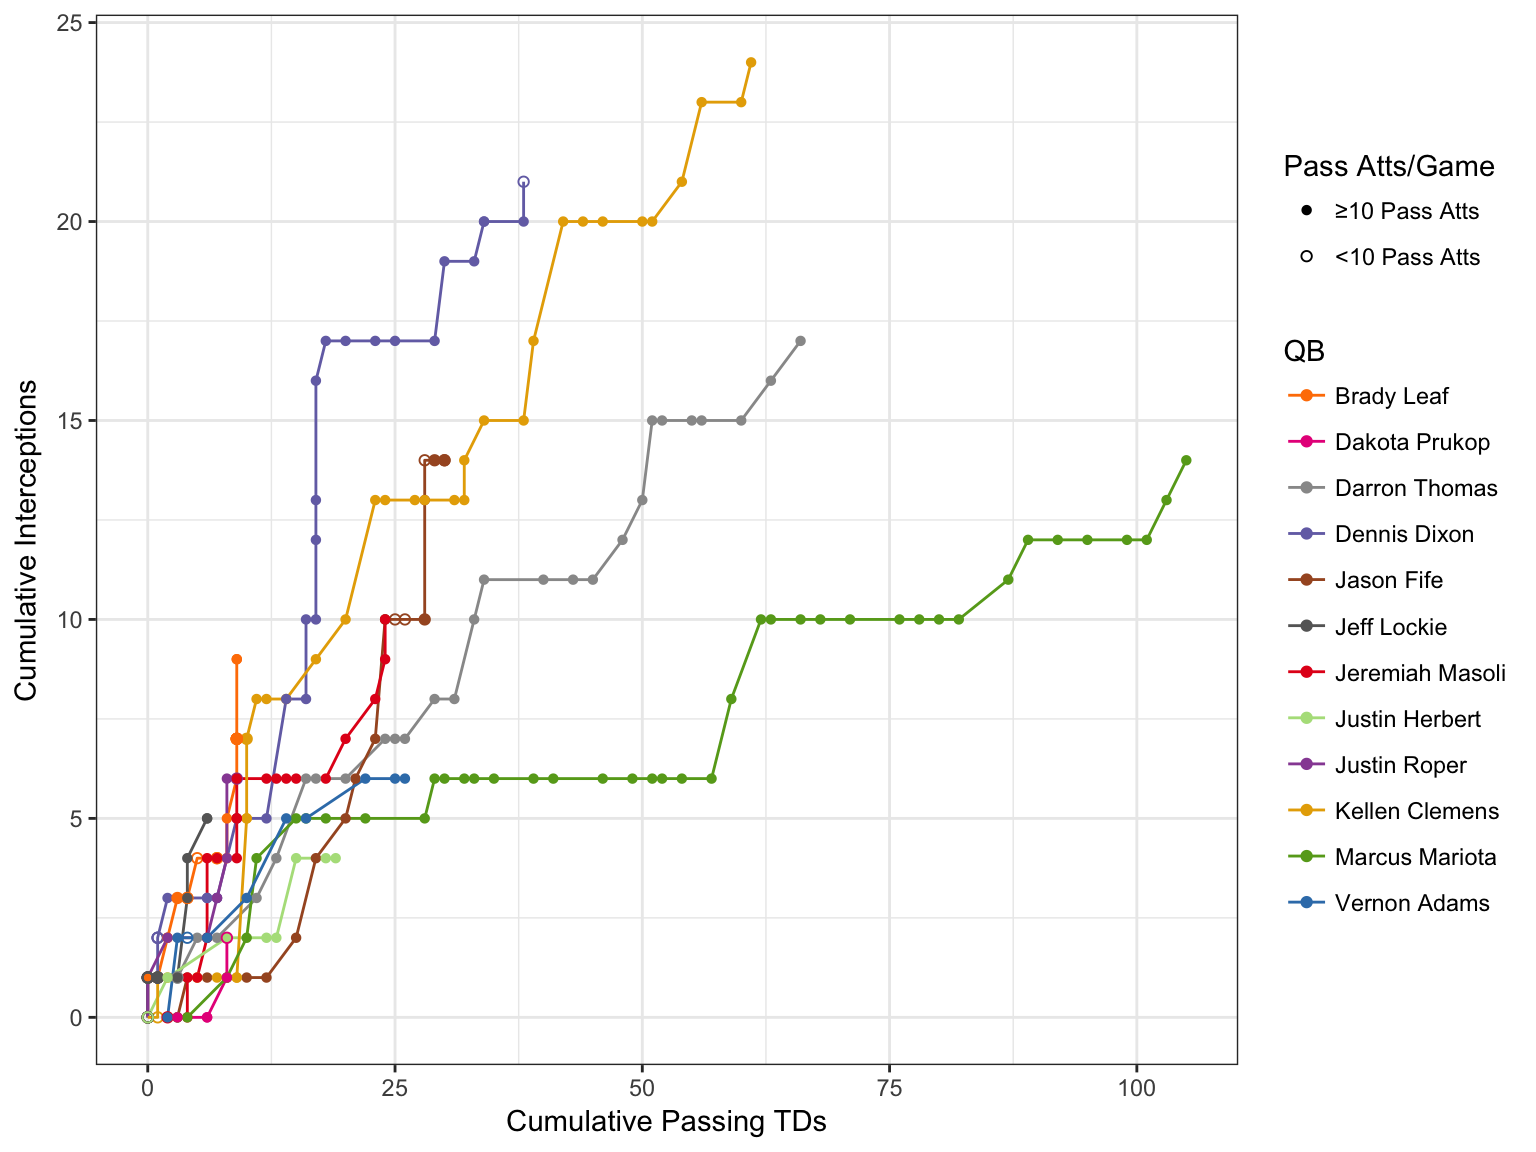 25
20
15
10
5
0
0
25
50
75
100
Cumulative Interceptions
Cumulative Passing TDs
Pass Atts/Game
≥10 Pass Atts
<10 Pass Atts
QB
Brady Leaf
Dakota Prukop
Darron Thomas
Dennis Dixon
Jason Fife
Jeff Lockie
Jeremiah Masoli
Justin Herbert
Justin Roper
Kellen Clemens
Marcus Mariota
Vernon Adams